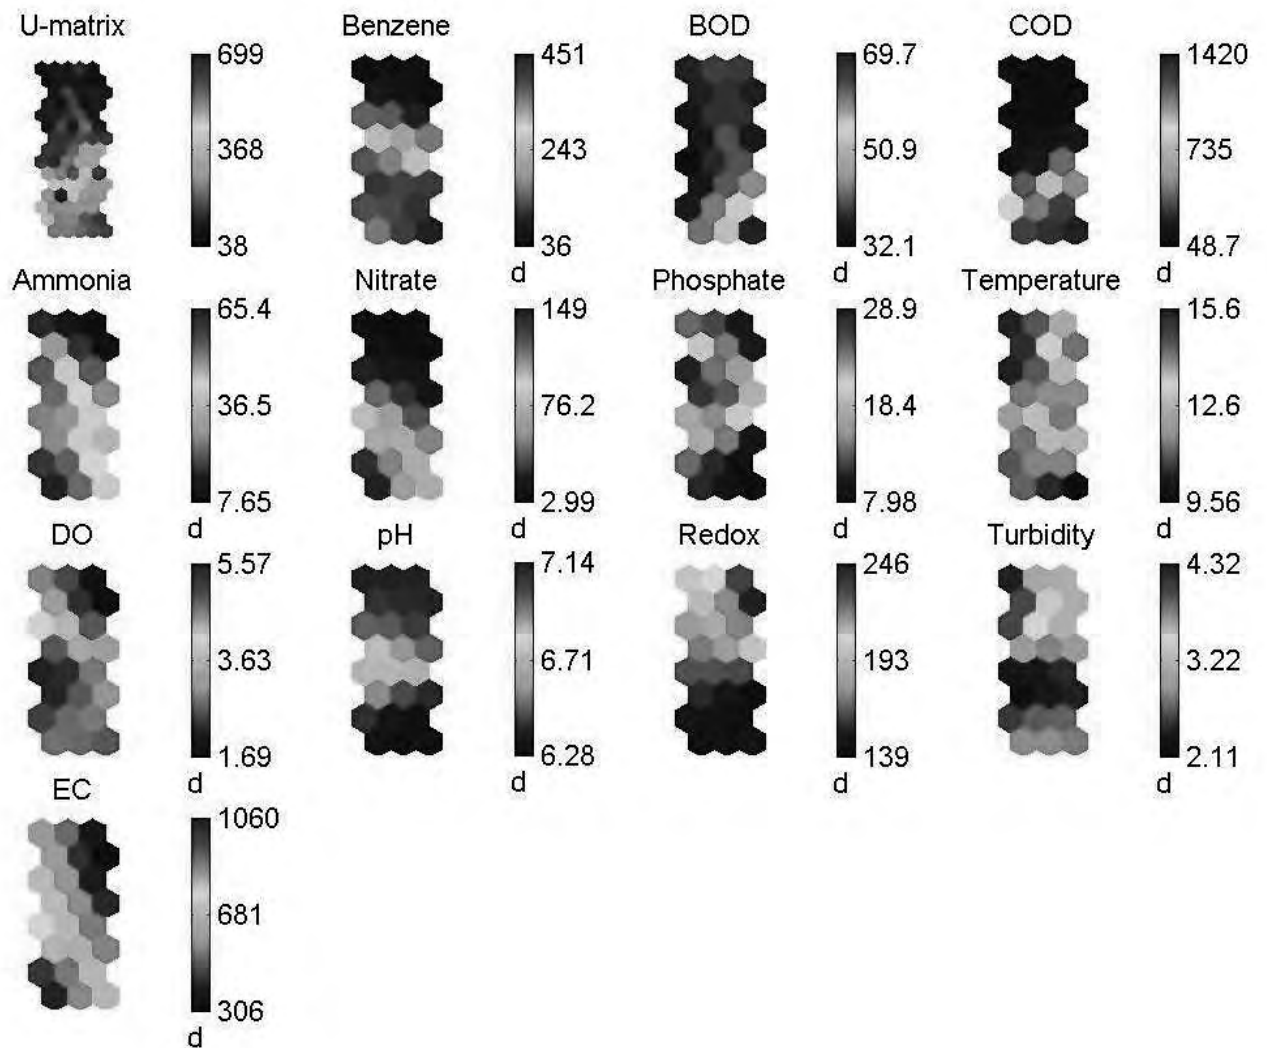 U-matrix
699
368
38
Benzene
451
243
36
d
BOD
69.7
50.9
32.1
d
COD
1420
735
48.7
d
Ammonia
65.4
36.5
7.65
d
Nitrate
149
76.2
2.99
d
Phosphate
28.9
18.4
7.98
d
Temperature
15.6
12.6
9.56
d
DO
5.57
3.63
1.69
d
pH
7.14
6.71
6.28
d
Redox
246
193
139
d
Turbidity
4.32
3.22
2.11
d
EC
1060
681
306
d